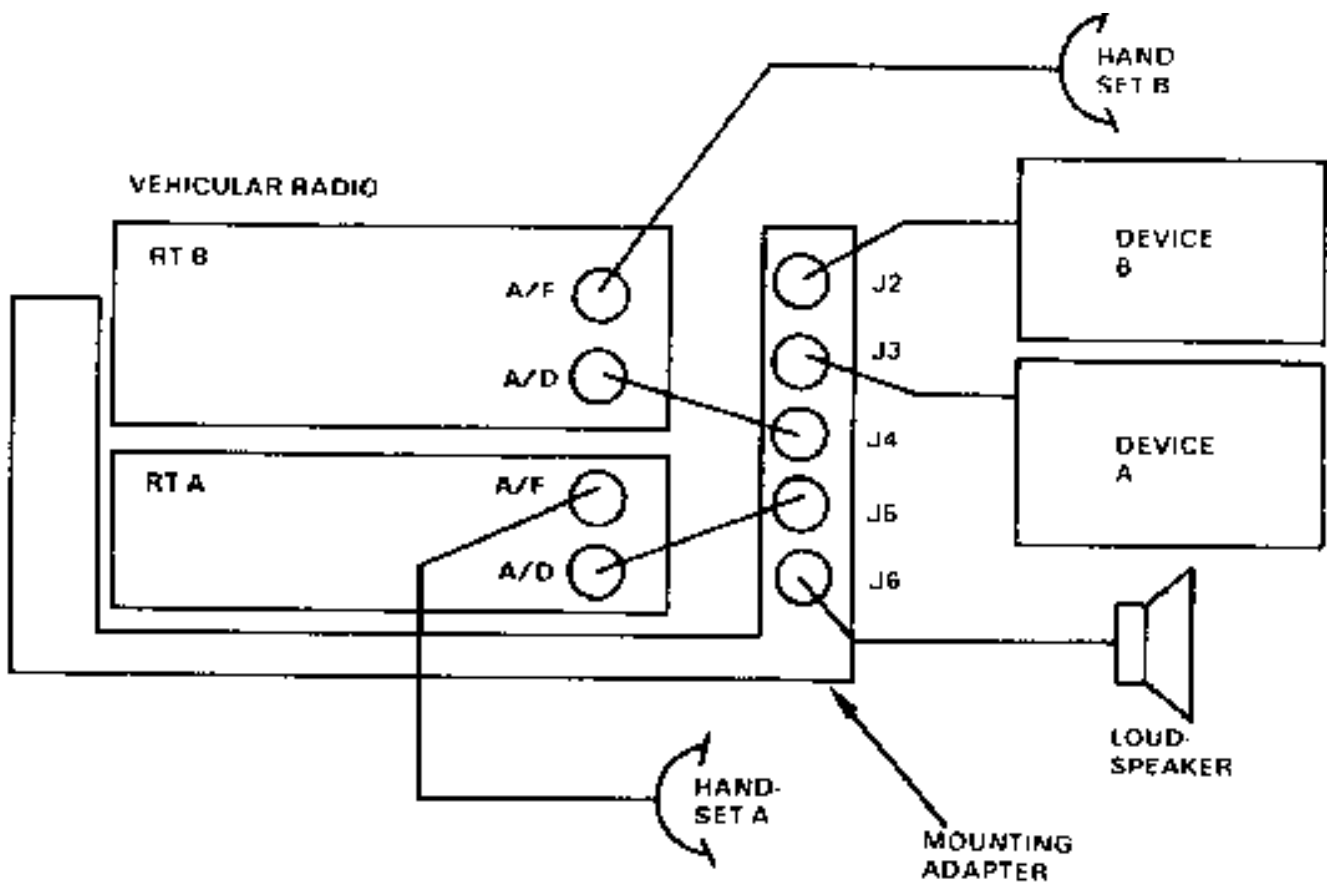 HAND
SET B
VEHICULAR RADIO
RT B
A/F
A/D
J2
DEVICE
B
J3
J4
RT A
A/F
A/D
J5
J6
DEVICE
A
LOUD-
SPEAKER
HAND-
SET A
MOUNTING
ADAPTER